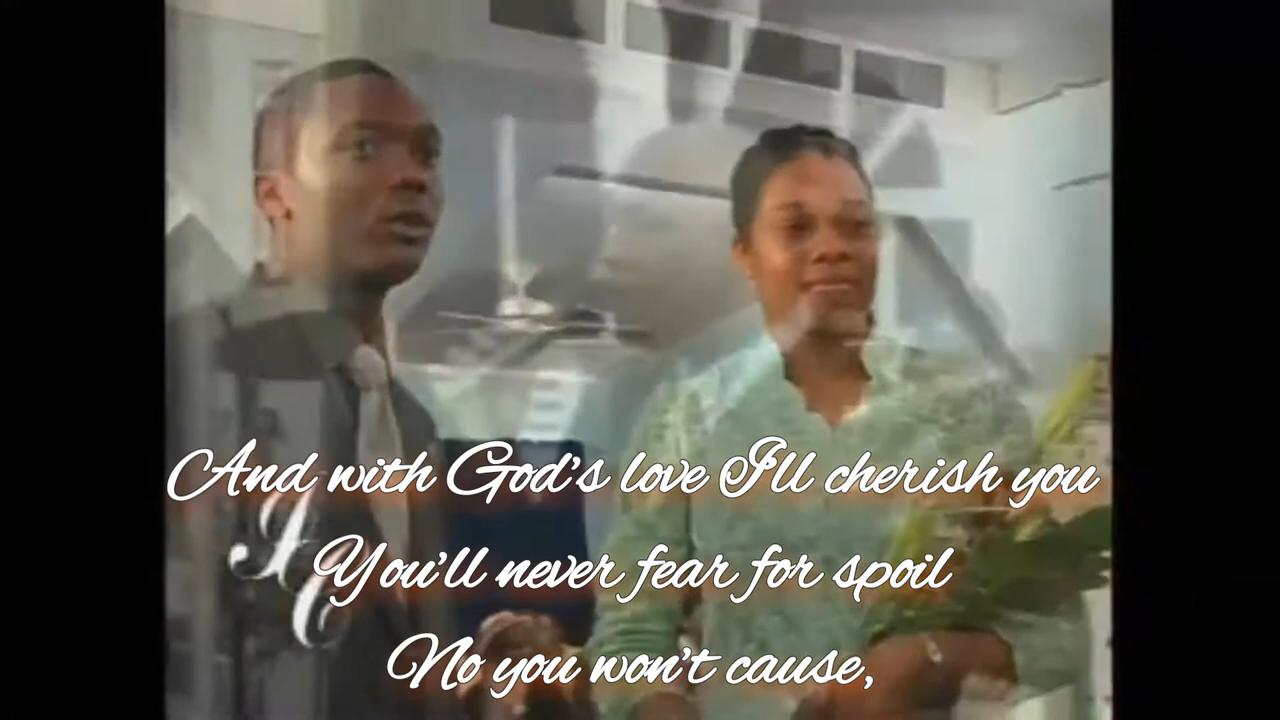 And with God's love I'll cherish you
You'll never fear for spoil
No you won't cause,